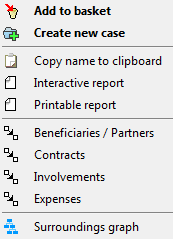 Add to basket
Create new case
Copy name to clipboard
Interactive report
Printable report
Beneficiaries / Partners
Contracts
Involvements
Expenses
Surroundings graph